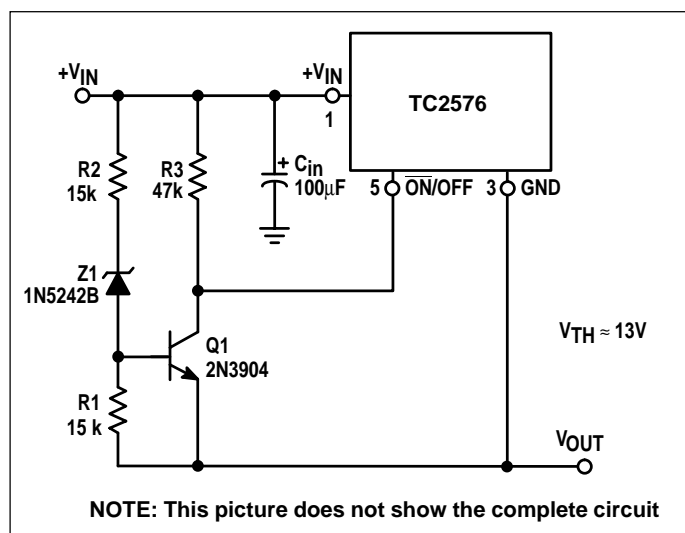 +VIN
+VIN
1
TC2576
R2
15k
R3
47k
+ Cin
100μF
5 O̅N̅/OFF
3 GND
Z1
1N5242B
Q1
2N3904
VTH ≈ 13V
R1
15 k
VOUT
NOTE: This picture does not show the complete circuit